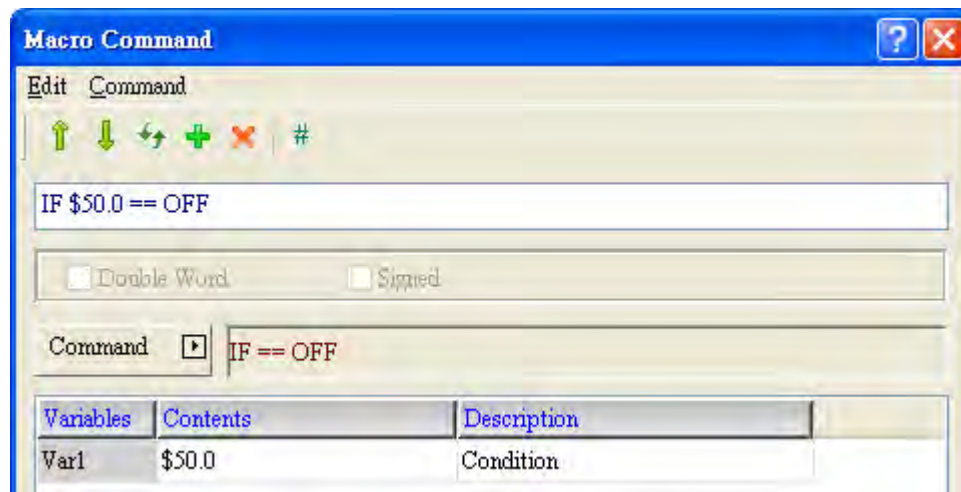 Macro Command
Edit Command
#
IF $50.0 == OFF
Double Word Signed
Command IF == OFF
Variables Contents Description
Var1 $50.0 Condition